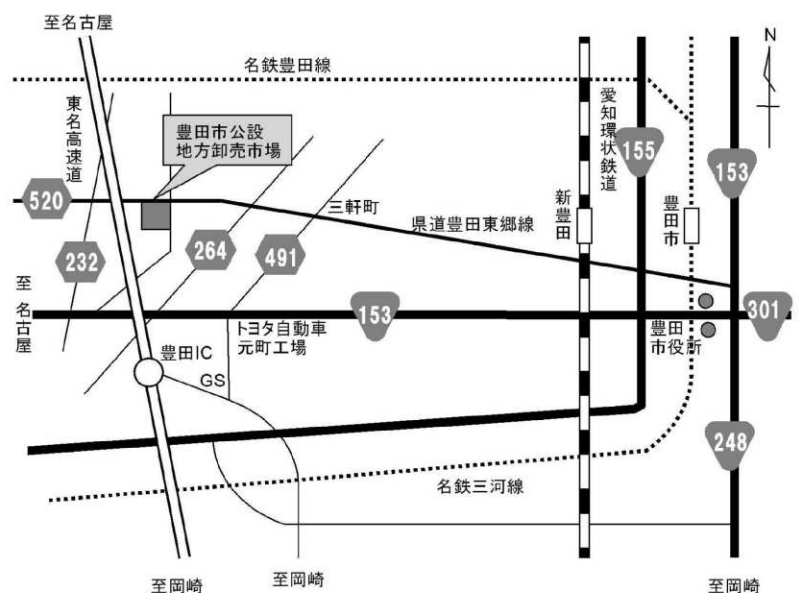 至名古屋
N
名鉄豊田線
東名高速道
豊田市公設
地方卸売市場
愛知環状鉄道
155
153
520
三軒町
新豊田
豊田市
県道豊田東郷線
232
264
491
至名古屋
153
301
トヨタ自動車
元町工場
豊田
市役所
豊田IC
GS
248
名鉄三河線
至岡崎
至岡崎
至岡崎